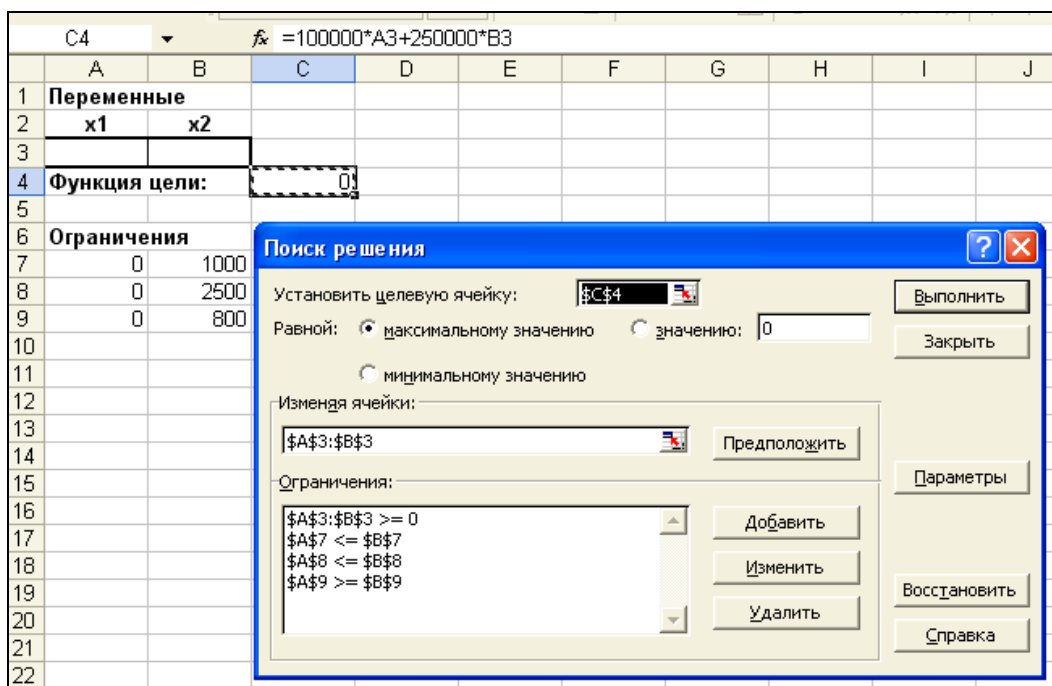 C4 fx =100000*A3+250000*B3
A B C D E F G H I J
1 Переменные
2 x1 x2
3
4 Функция цели: 0
5
6 Ограничения
7 0 1000
8 0 2500
9 0 800
10
11
12
13
14
15
16
17
18
19
20
21
22
Поиск решения
Установить целевую ячейку: $C$4 Выполнить
Равной: максимальному значению значению: 0 Закрыть
минимальному значению
Изменяя ячейки:
$A$3:$B$3 Предположить
Ограничения: Параметры
$A$3:$B$3 >= 0 Добавить
$A$7 <= $B$7
$A$8 <= $B$8 Изменить
$A$9 >= $B$9 Восстановить
Удалить
Справка